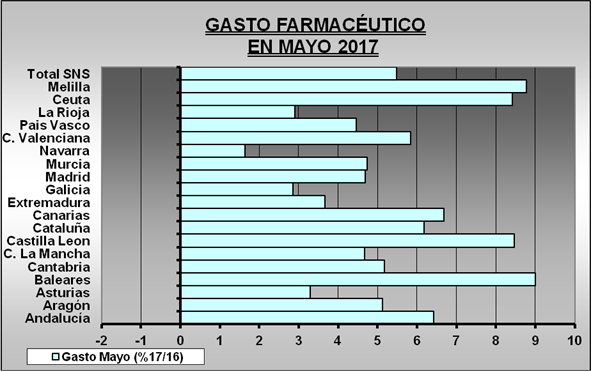 GASTO FARMACÉUTICO
EN MAYO 2017
Total SNS
Melilla
Ceuta
La Rioja
Pais Vasco
C. Valenciana
Navarra
Murcia
Madrid
Galicia
Extremadura
Canarias
Cataluña
Castilla Leon
C. La Mancha
Cantabria
Baleares
Asturias
Aragón
Andalucía
-2 -1 0 1 2 3 4 5 6 7 8 9 10
Gasto Mayo (%17/16)